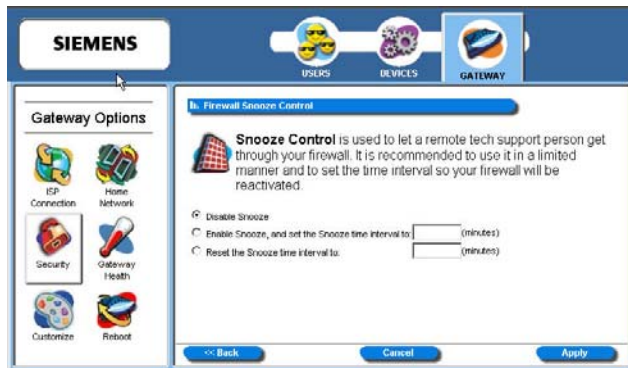 SIEMENS
USERS
DEVICES
GATEWAY
Gateway Options
ISP
Connection
Home
Network
Security
Gateway
Health
Customize
Reboot
Firewall Snooze Control
Snooze Control is used to let a remote tech support person get
through your firewall. It is recommended to use it in a limited
manner and to set the time interval so your firewall will be
reactivated.
Disable Snooze
Enable Snooze, and set the Snooze time interval to: (minutes)
Reset the Snooze time interval to: (minutes)
<< Back
Cancel
Apply